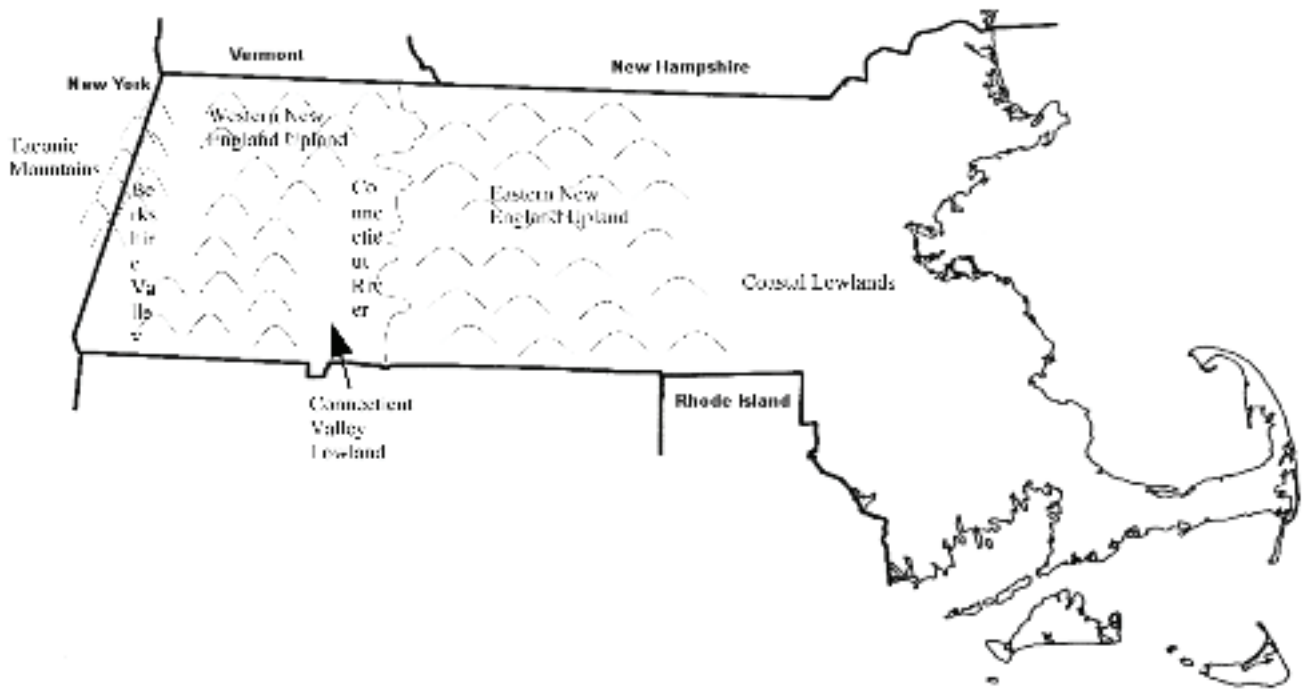 Vermont
New Hampshire
New York
Western New
England Upland
Taconic
Mountains
Be
rks
hir
e
Va
lle
y
Co
nne
ctic
ut
Riv
er
Eastern New
England Upland
Coastal Lowlands
Rhode Island
Connecticut
Valley
Lowland